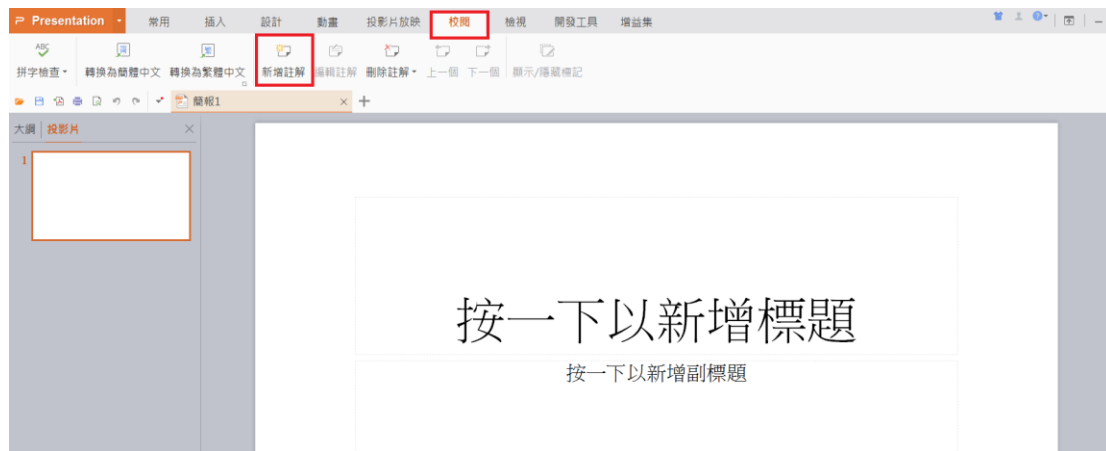 Presentation 常用 插入 設計 動畫 投影片放映 校閱 檢視 開發工具 增益集
ABC
拼字檢查 轉換為簡體中文 轉換為繁體中文 新增註解 編輯註解 刪除註解 上一個 下一個 顯示/隱藏標記
簡報1
大綱 投影片
1
按一下以新增標題
按一下以新增副標題